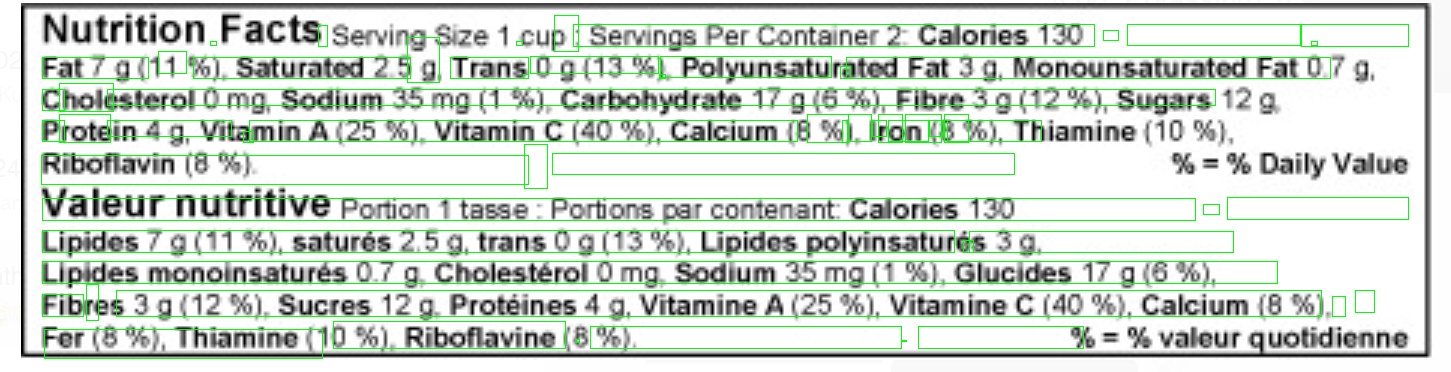 Nutrition Facts Serving Size 1 cup : Servings Per Container 2: Calories 130
Fat 7 g (11 %), Saturated 2.5 g, Trans 0 g (13 %), Polyunsaturated Fat 3 g, Monounsaturated Fat 0.7 g,
Cholesterol 0 mg, Sodium 35 mg (1 %), Carbohydrate 17 g (6 %), Fibre 3 g (12 %), Sugars 12 g,
Protein 4 g, Vitamin A (25 %), Vitamin C (40 %), Calcium (8 %), Iron (8 %), Thiamine (10 %),
Riboflavin (8 %). % = % Daily Value
Valeur nutritive Portion 1 tasse : Portions par contenant: Calories 130
Lipides 7 g (11 %), saturés 2.5 g, trans 0 g (13 %), Lipides polyinsaturés 3 g,
Lipides monoinsaturés 0.7 g, Cholestérol 0 mg, Sodium 35 mg (1 %), Glucides 17 g (6 %),
Fibres 3 g (12 %), Sucres 12 g, Protéines 4 g, Vitamine A (25 %), Vitamine C (40 %), Calcium (8 %),
Fer (8 %), Thiamine (10 %), Riboflavine (8 %). % = % valeur quotidienne